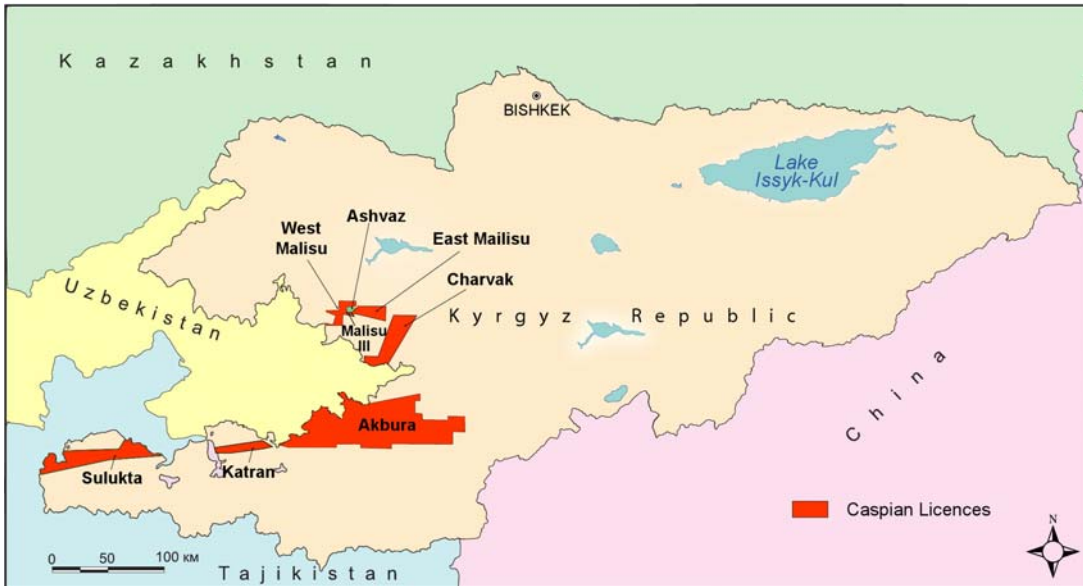 Kazakhstan
BISHKEK
Lake
Issyk-Kul
Ashvaz
West
Malisu
East Mailisu
Charvak
Uzbekistan
Malisu
III
Kyrgyz Republic
China
Akbura
Sulukta
Katran
Caspian Licences
0 50 100 КМ
Tajikistan
N